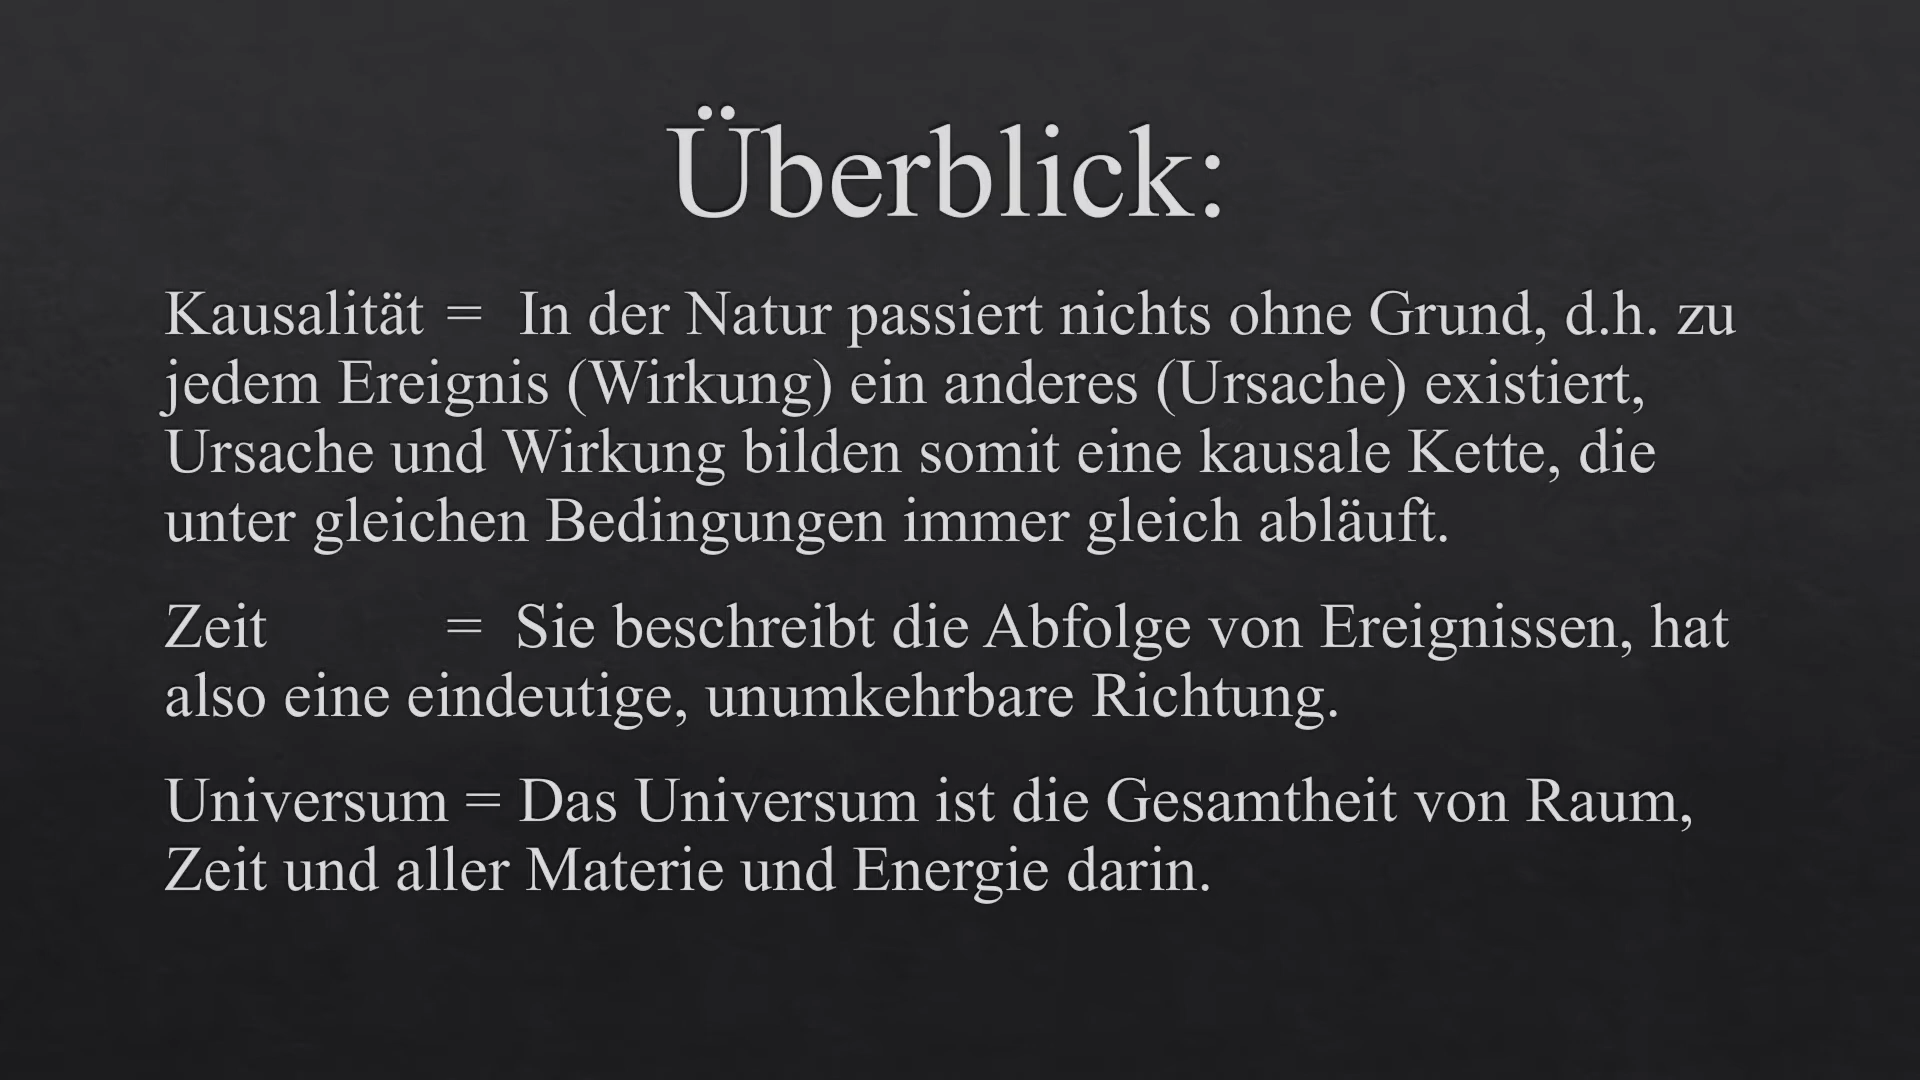 Überblick:
Kausalität = In der Natur passiert nichts ohne Grund, d.h. zu
jedem Ereignis (Wirkung) ein anderes (Ursache) existiert,
Ursache und Wirkung bilden somit eine kausale Kette, die
unter gleichen Bedingungen immer gleich abläuft.
Zeit = Sie beschreibt die Abfolge von Ereignissen, hat
also eine eindeutige, unumkehrbare Richtung.
Universum = Das Universum ist die Gesamtheit von Raum,
Zeit und aller Materie und Energie darin.